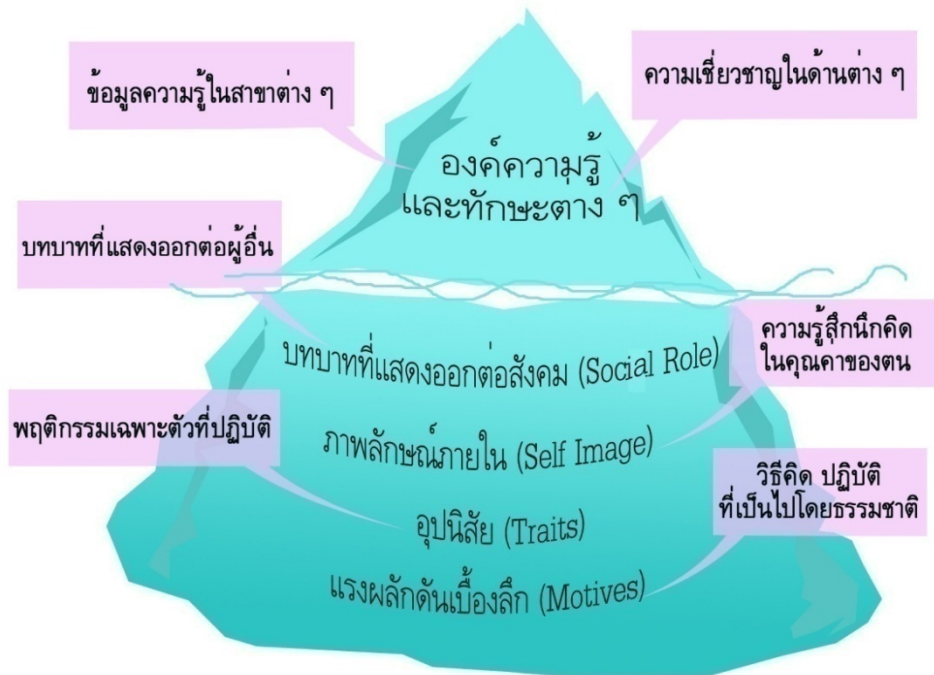 ข้อมูลความรู้ในสาขาต่าง ๆ
ความเชี่ยวชาญในด้านต่าง ๆ
องค์ความรู้
และทักษะต่าง ๆ
บทบาทที่แสดงออกต่อผู้อื่น
บทบาทที่แสดงออกต่อสังคม (Social Role)
ความรู้สึกนึกคิด
ในคุณค่าของตน
พฤติกรรมเฉพาะตัวที่ปฏิบัติ
ภาพลักษณ์ภายใน (Self Image)
วิธีคิด ปฏิบัติ
ที่เป็นไปโดยธรรมชาติ
อุปนิสัย (Traits)
แรงผลักดันเบื้องลึก (Motives)